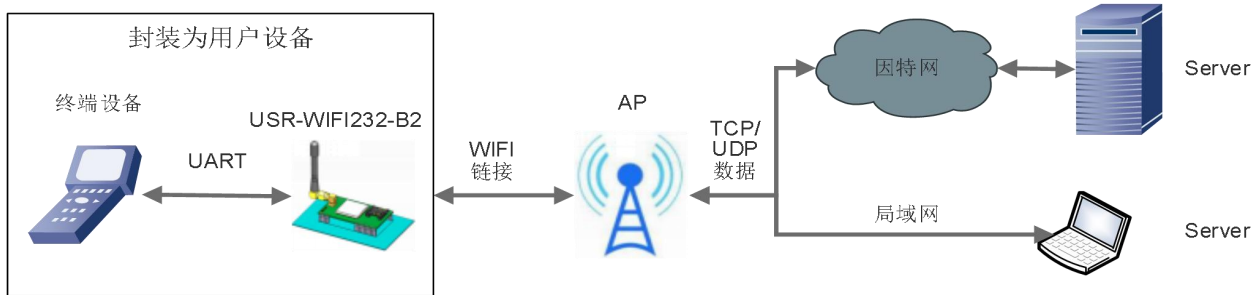 封装为用户设备
终端设备
USR-WIFI232-B2
UART
WIFI
链接
AP
TCP/
UDP
数据
因特网
Server
局域网
Server